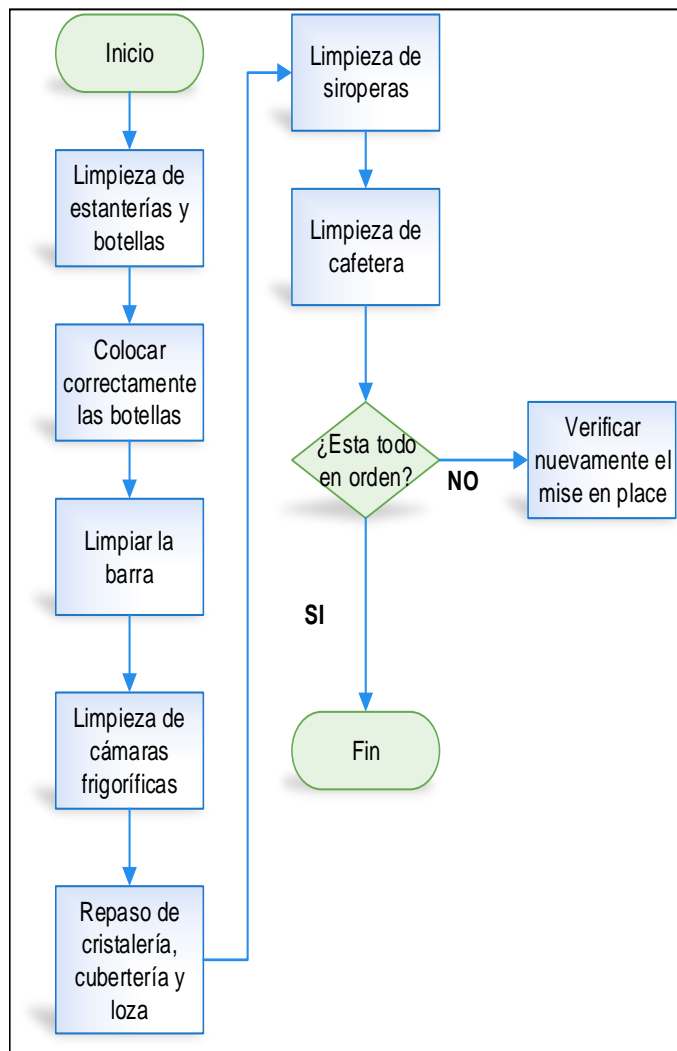 Inicio
Limpieza de
estanterías y
botellas
Colocar
correctamente
las botellas
Limpiar la
barra
Limpieza de
cámaras
frigoríficas
Repaso de
cristalería,
cubertería y
loza
Limpieza de
siroperas
Limpieza de
cafetera
¿Esta todo
en orden?
NO
Verificar
nuevamente el
mise en place
SI
Fin